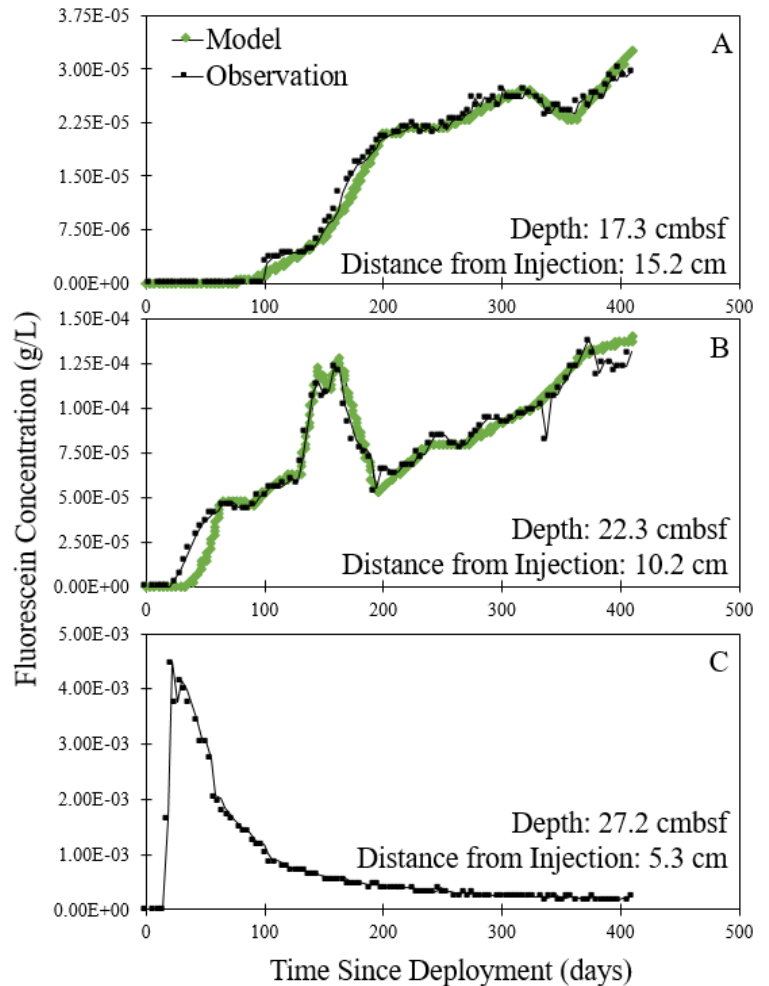 3.75E-05
3.00E-05
2.25E-05
1.50E-05
7.50E-06
0.00E+00
Model
Observation
A
Depth: 17.3 cmbsf
Distance from Injection: 15.2 cm
0 100 200 300 400 500
1.50E-04
1.25E-04
1.00E-04
7.50E-05
5.00E-05
2.50E-05
0.00E+00
B
Depth: 22.3 cmbsf
Distance from Injection: 10.2 cm
0 100 200 300 400 500
5.00E-03
4.00E-03
3.00E-03
2.00E-03
1.00E-03
0.00E+00
C
Depth: 27.2 cmbsf
Distance from Injection: 5.3 cm
0 100 200 300 400 500
Fluorescein Concentration (g/L)
Time Since Deployment (days)